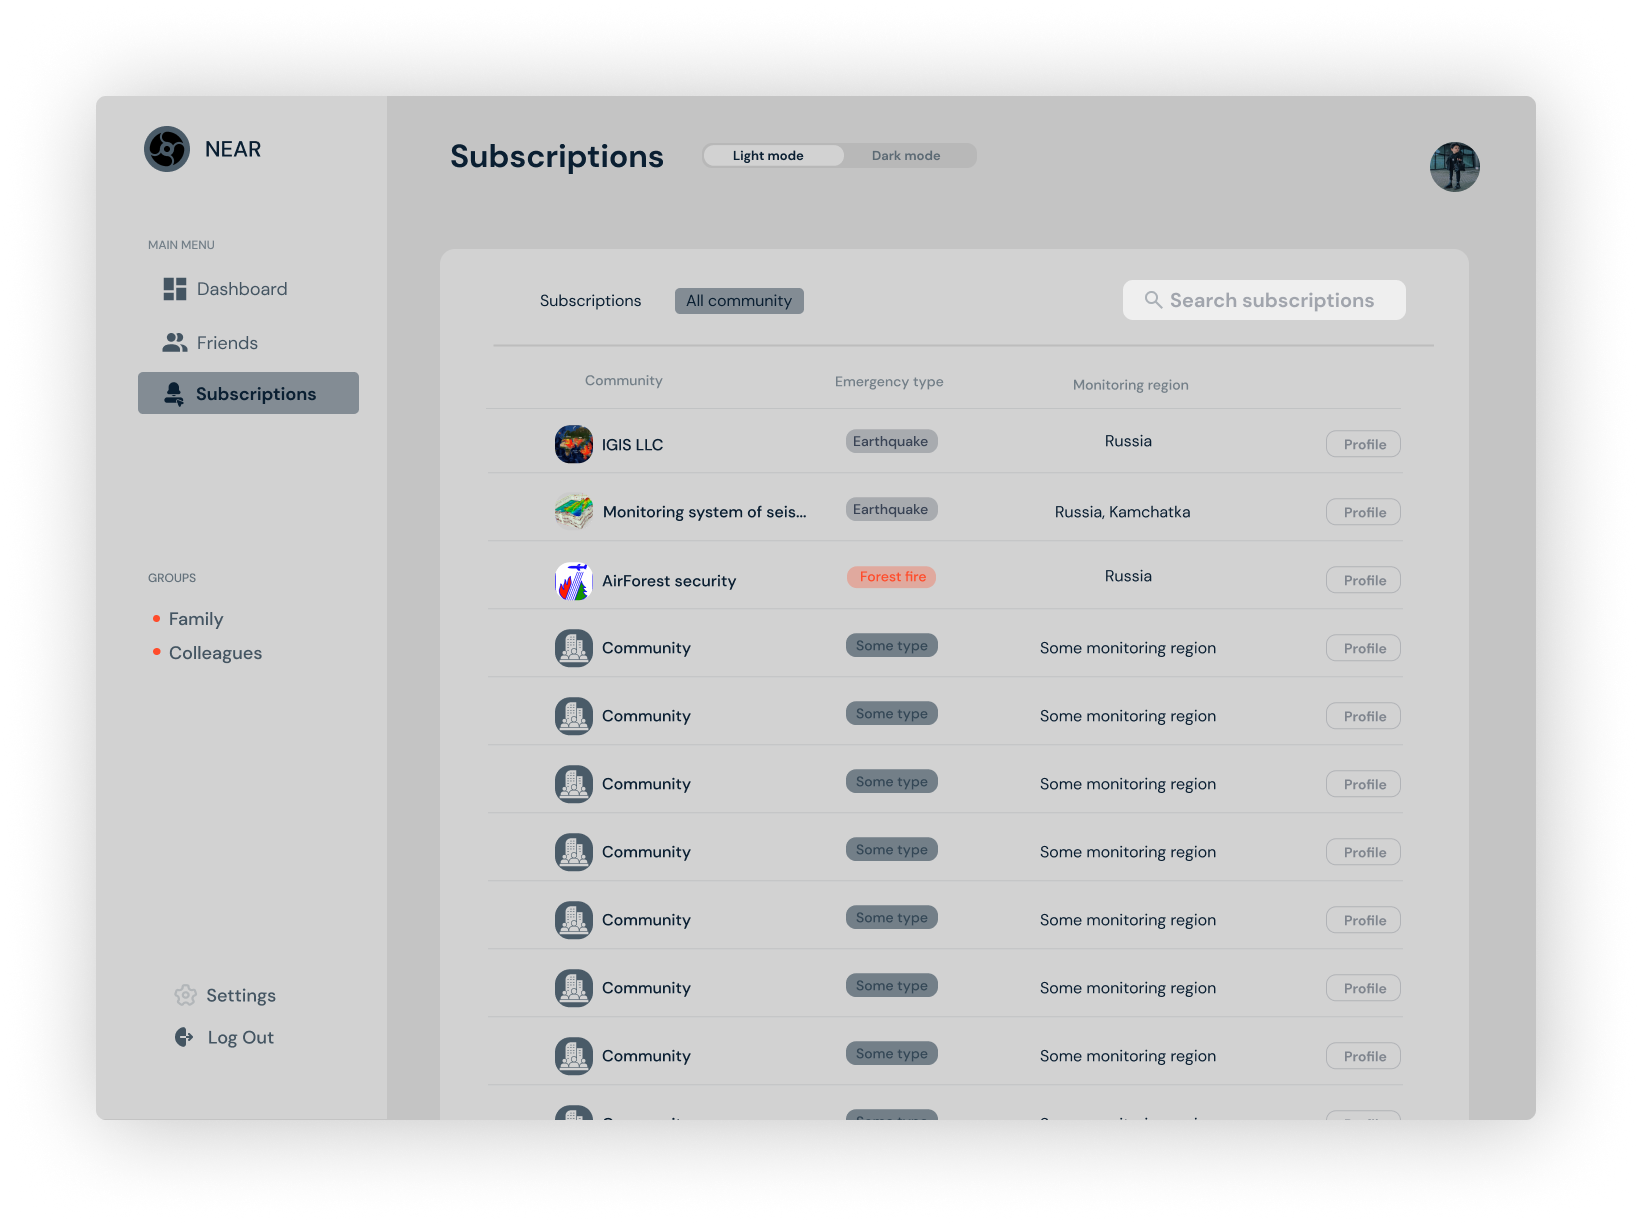 NEAR
MAIN MENU
Dashboard
Friends
Subscriptions
GROUPS
Family
Colleagues
Settings
Log Out
Subscriptions
Light mode
Dark mode
Subscriptions
All community
Search subscriptions
Community Emergency type Monitoring region
IGIS LLC Earthquake Russia Profile
Monitoring system of seis... Earthquake Russia, Kamchatka Profile
AirForest security Forest fire Russia Profile
Community Some type Some monitoring region Profile
Community Some type Some monitoring region Profile
Community Some type Some monitoring region Profile
Community Some type Some monitoring region Profile
Community Some type Some monitoring region Profile
Community Some type Some monitoring region Profile
Community Some type Some monitoring region Profile